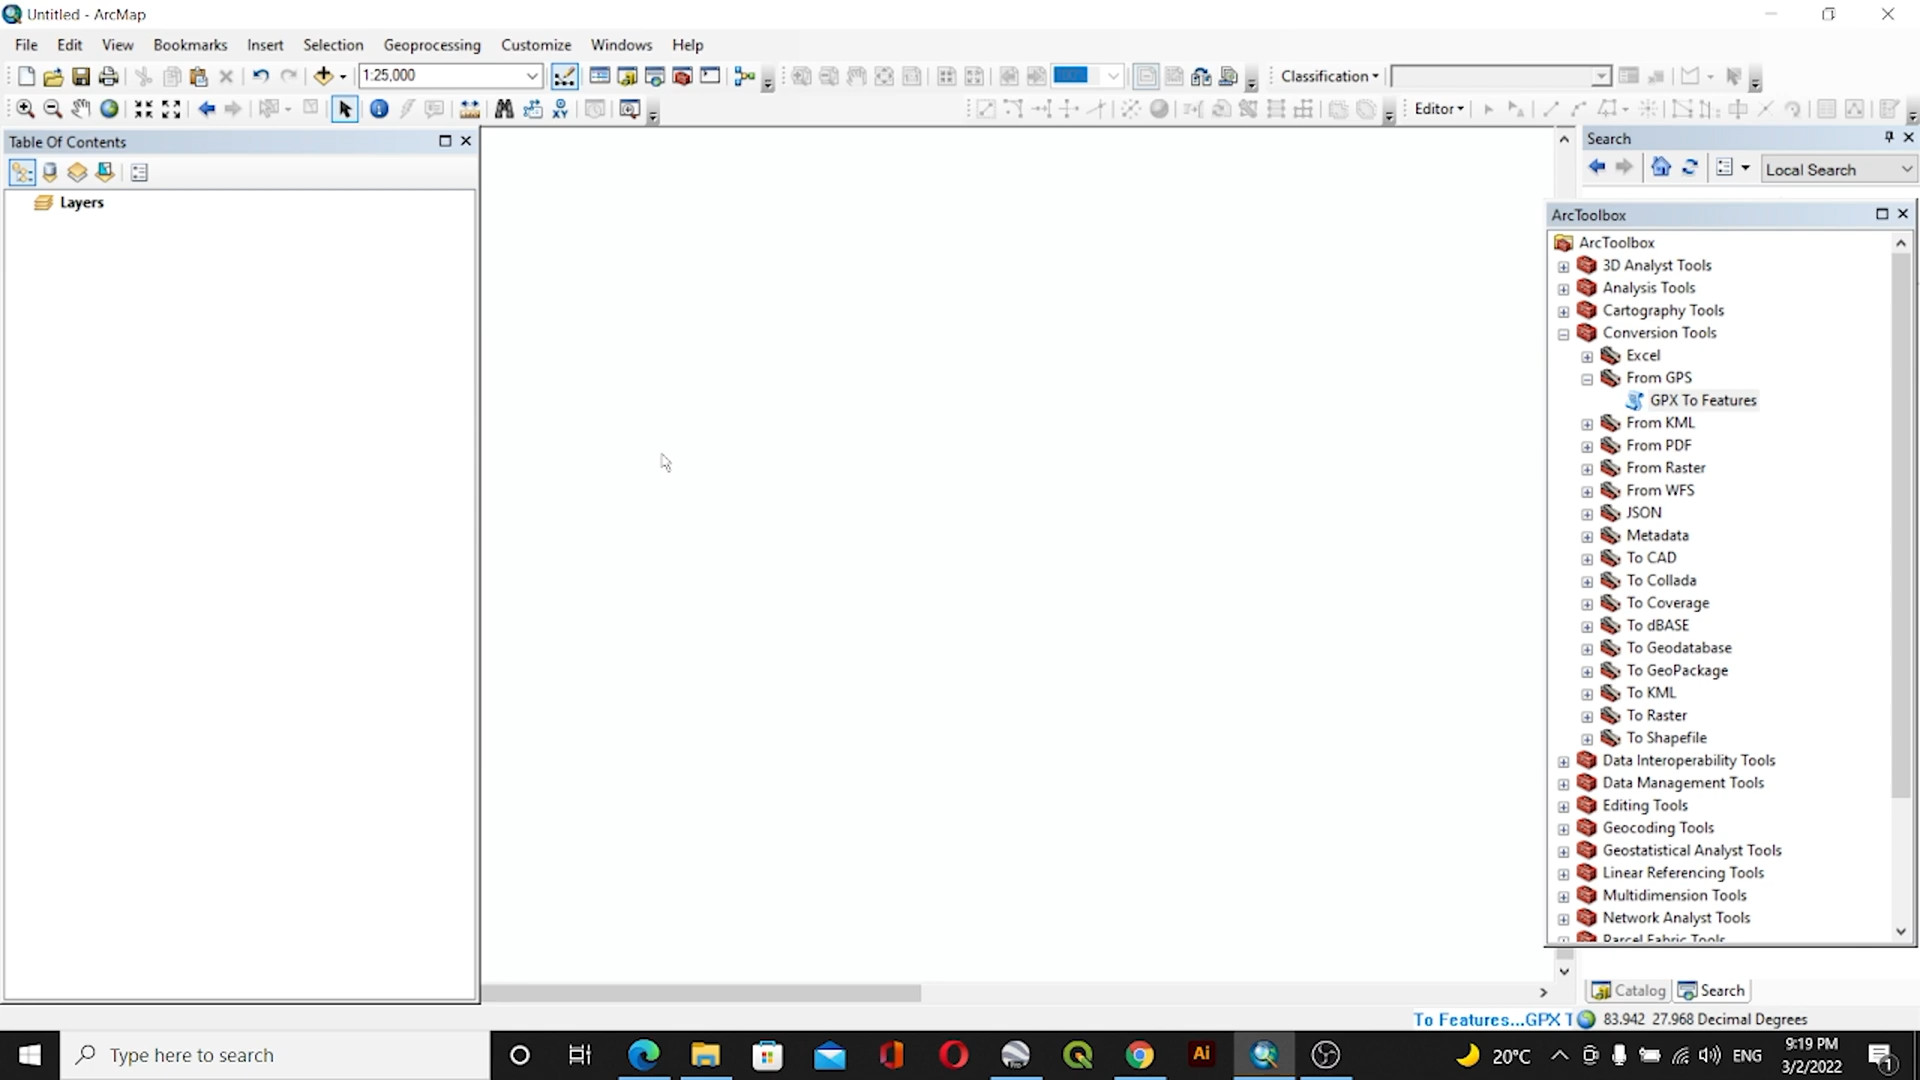 Untitled - ArcMap
File Edit View Bookmarks Insert Selection Geoprocessing Customize Windows Help
1:25,000
Classification
Editor
Table Of Contents
Layers
Search
Local Search
ArcToolbox
ArcToolbox
3D Analyst Tools
Analysis Tools
Cartography Tools
Conversion Tools
Excel
From GPS
GPX To Features
From KML
From PDF
From Raster
From WFS
JSON
Metadata
To CAD
To Collada
To Coverage
To dBASE
To Geodatabase
To GeoPackage
To KML
To Raster
To Shapefile
Data Interoperability Tools
Data Management Tools
Editing Tools
Geocoding Tools
Geostatistical Analyst Tools
Linear Referencing Tools
Multidimension Tools
Network Analyst Tools
Parcel Fabric Tools
Catalog Search
To Features...GPX T 83.942 27.968 Decimal Degrees
Type here to search
Ai
20°C
ENG
9:19 PM
3/2/2022
1